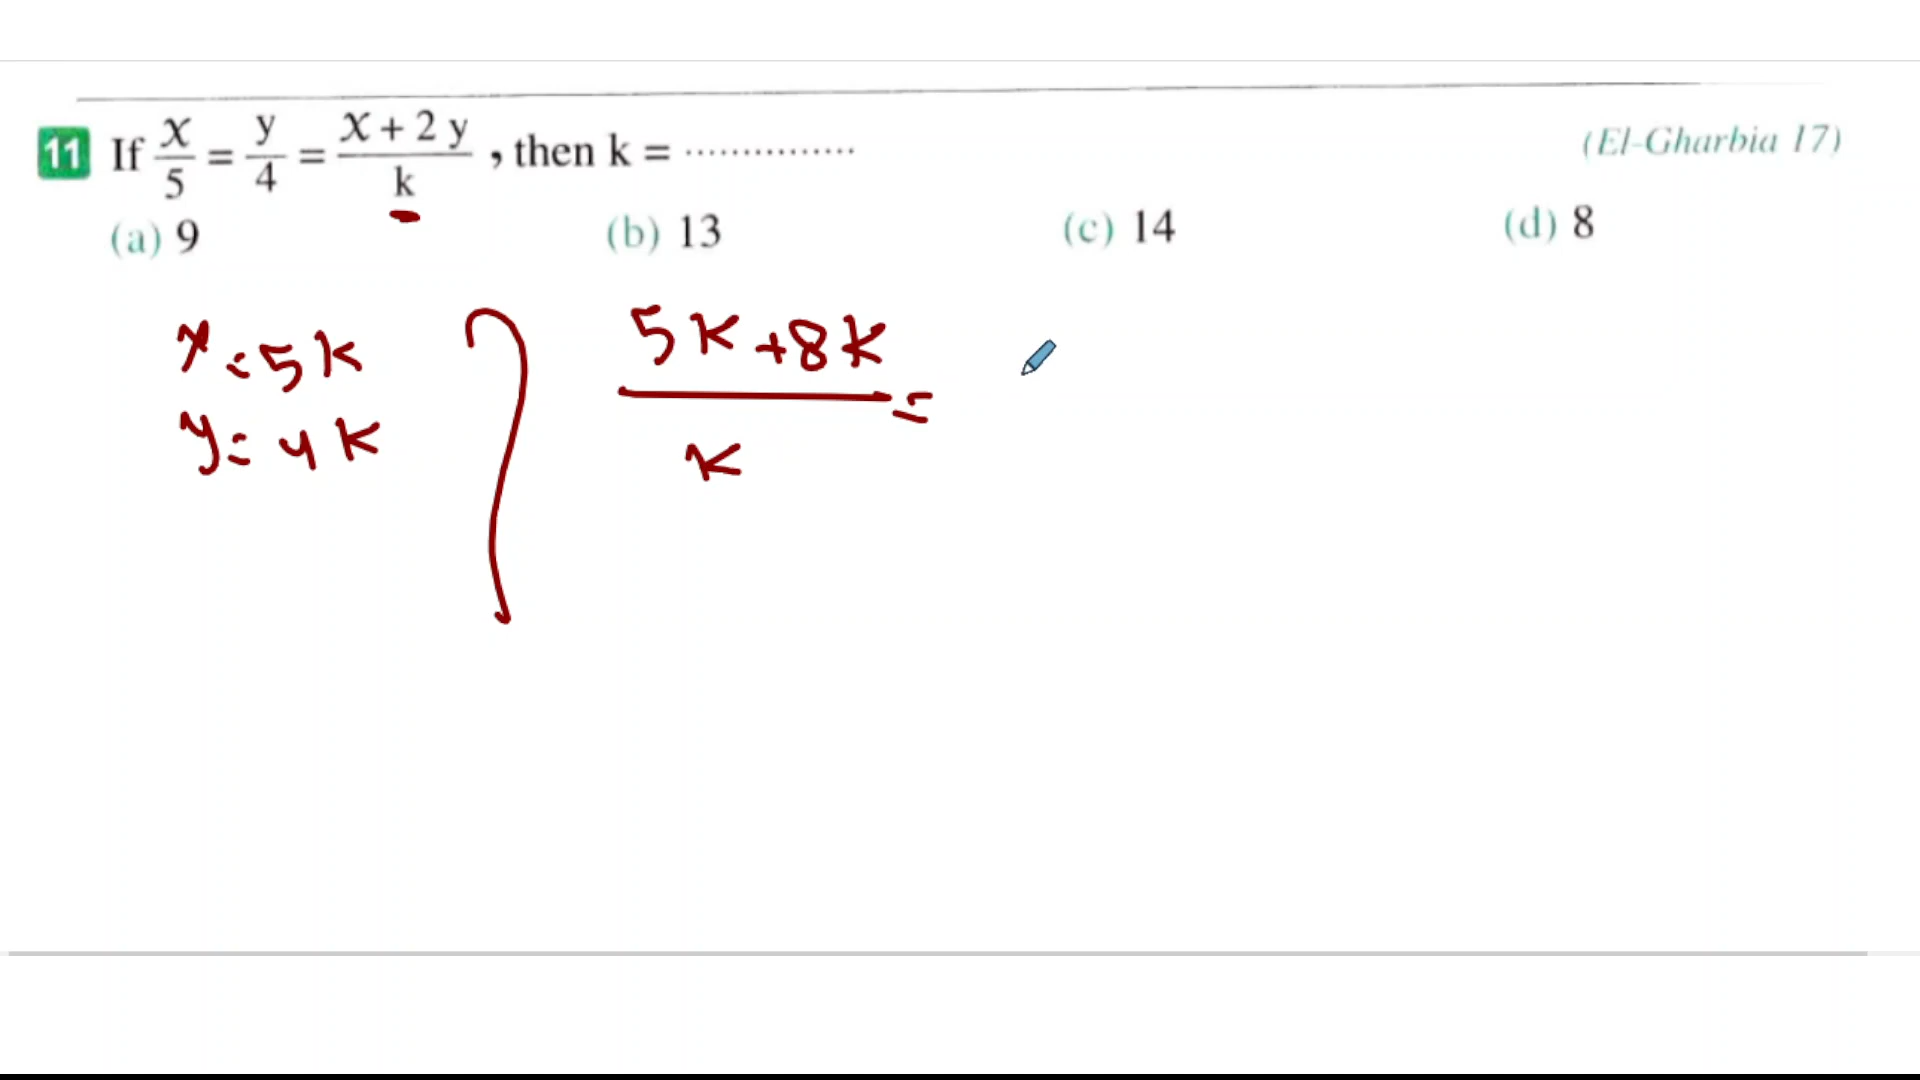 11 If x/5 = y/4 = (x + 2 y)/k , then k = ............... (El-Gharbia 17)
(a) 9 (b) 13 (c) 14 (d) 8
x = 5k
y = 4k
(5k + 8k)/k =